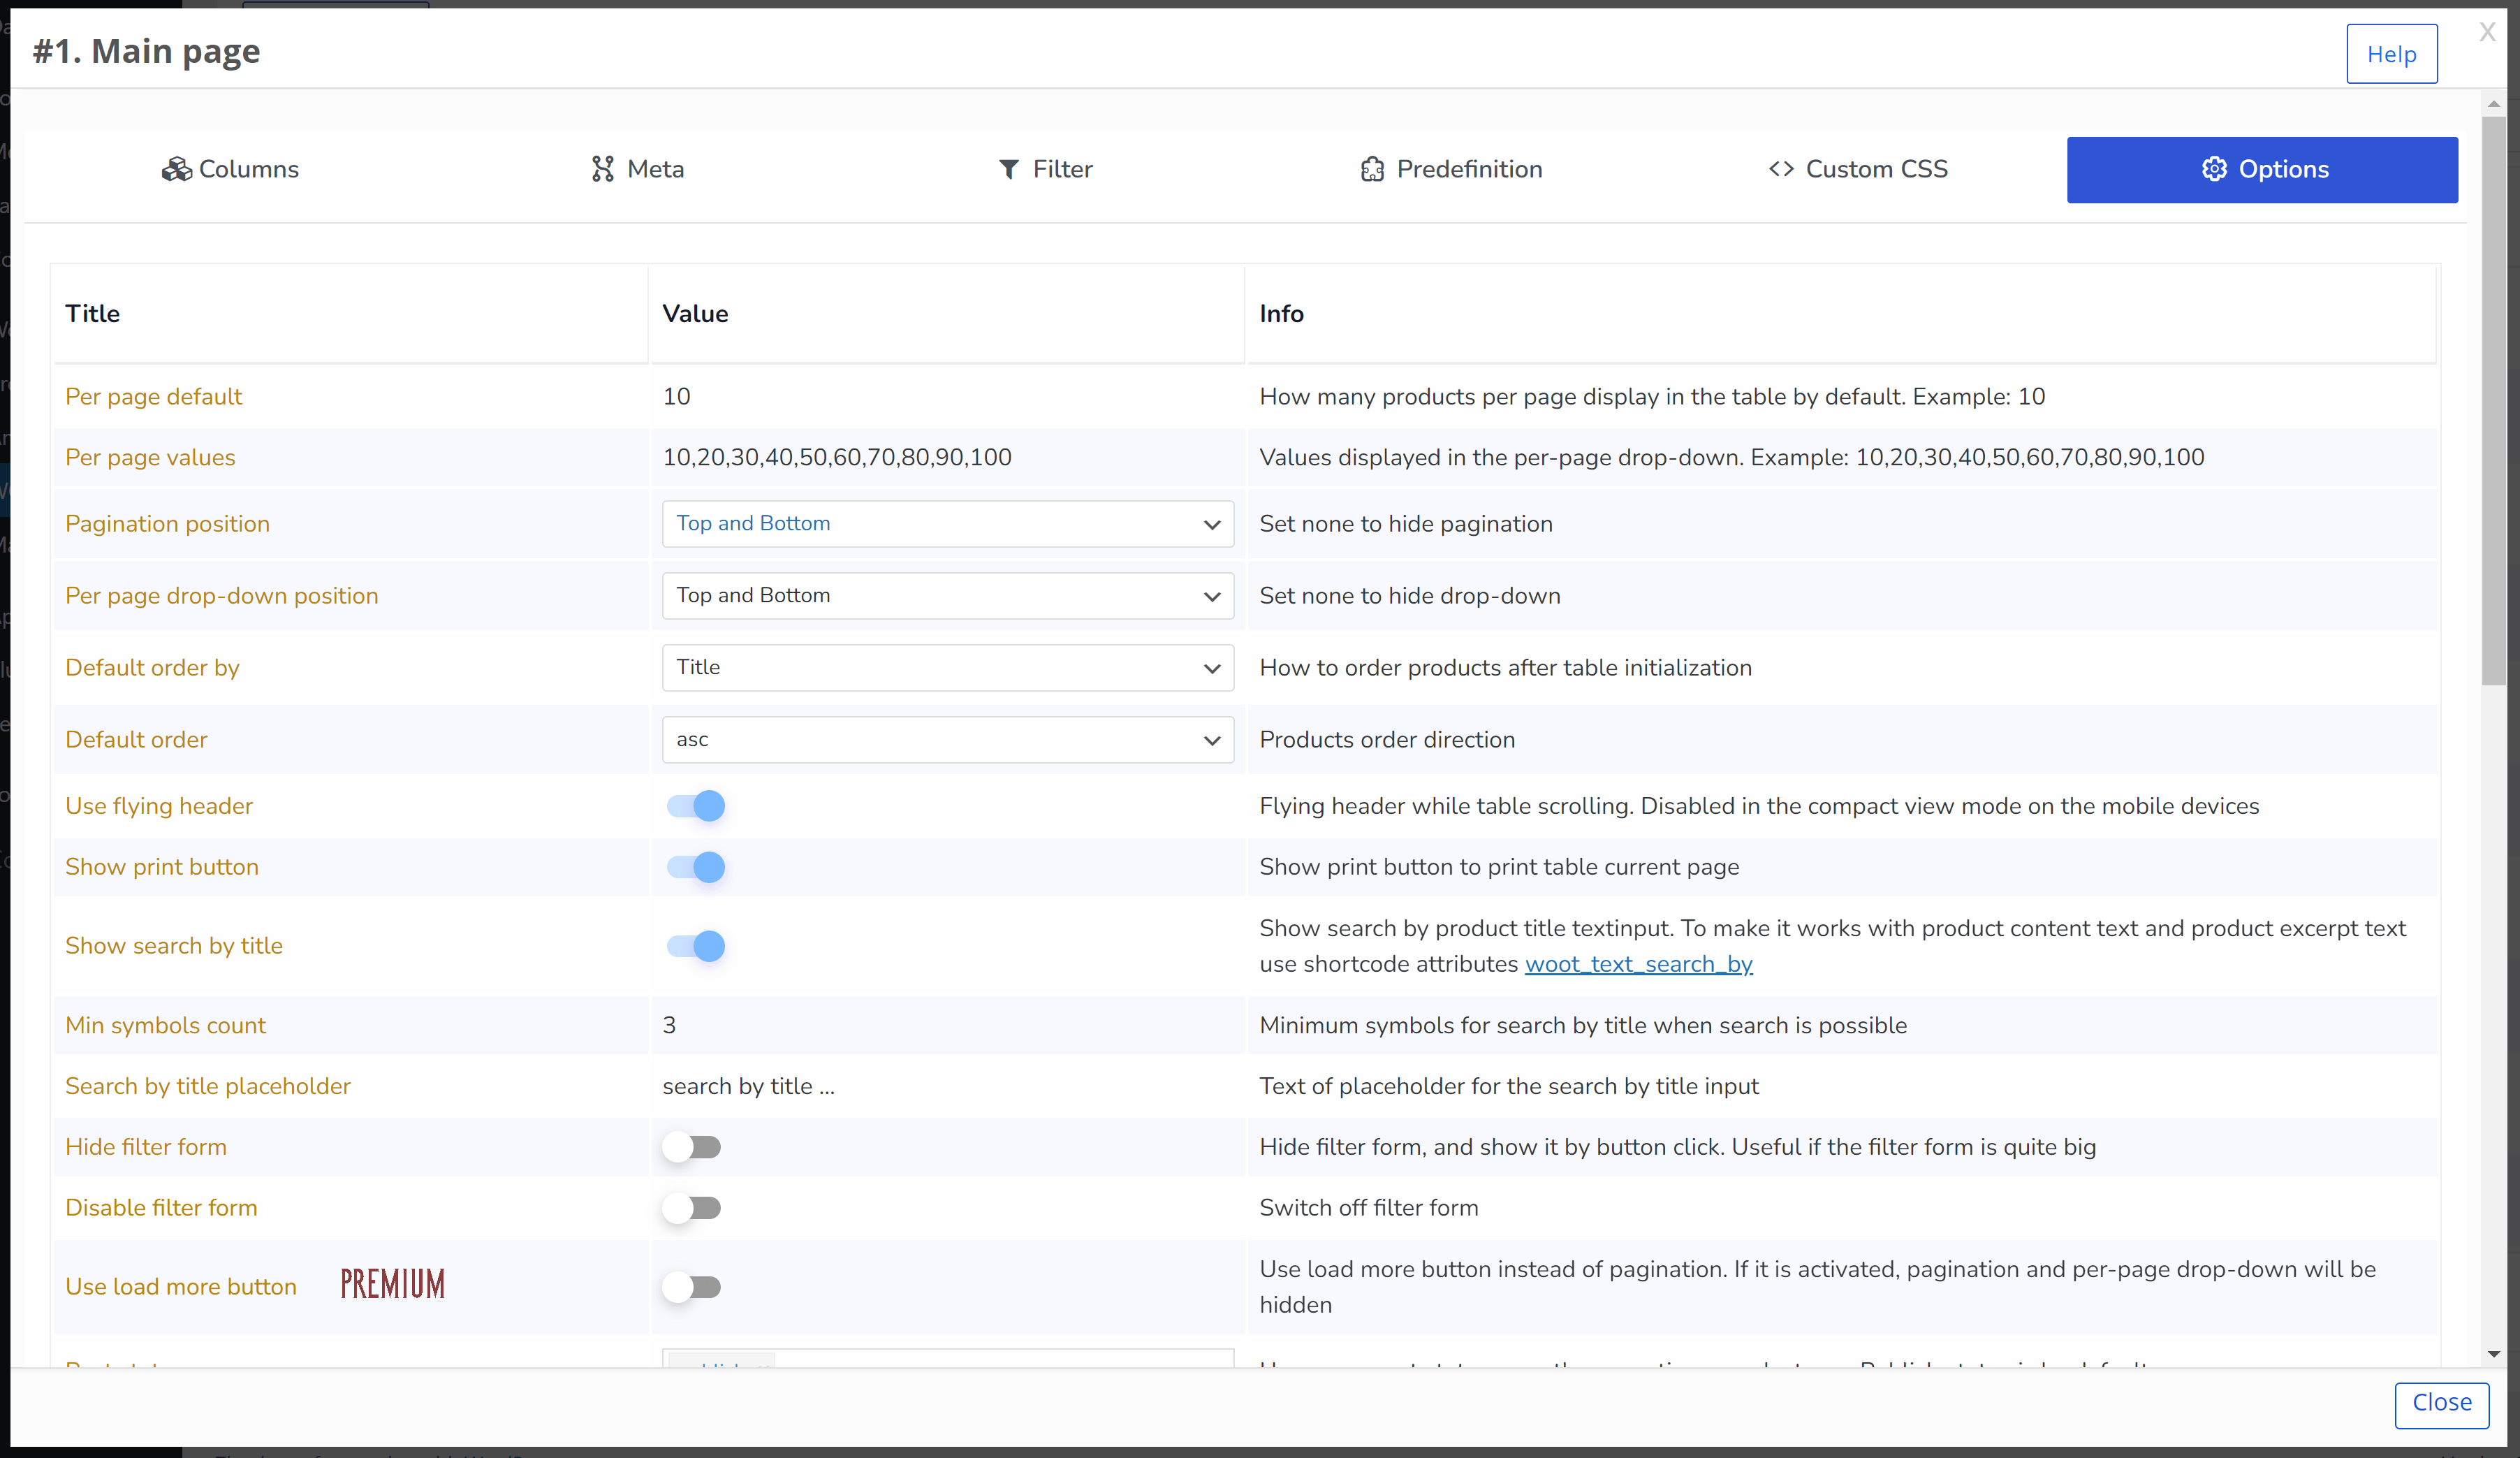 #1. Main page
Help
X
Columns
Meta
Filter
Predefinition
<> Custom CSS
Options
Title
Value
Info
Per page default
10
How many products per page display in the table by default. Example: 10
Per page values
10,20,30,40,50,60,70,80,90,100
Values displayed in the per-page drop-down. Example: 10,20,30,40,50,60,70,80,90,100
Pagination position
Top and Bottom
Set none to hide pagination
Per page drop-down position
Top and Bottom
Set none to hide drop-down
Default order by
Title
How to order products after table initialization
Default order
asc
Products order direction
Use flying header
Flying header while table scrolling. Disabled in the compact view mode on the mobile devices
Show print button
Show print button to print table current page
Show search by title
Show search by product title textinput. To make it works with product content text and product excerpt text
use shortcode attributes woot_text_search_by
Min symbols count
3
Minimum symbols for search by title when search is possible
Search by title placeholder
search by title ...
Text of placeholder for the search by title input
Hide filter form
Hide filter form, and show it by button click. Useful if the filter form is quite big
Disable filter form
Switch off filter form
Use load more button
PREMIUM
Use load more button instead of pagination. If it is activated, pagination and per-page drop-down will be
hidden
Close